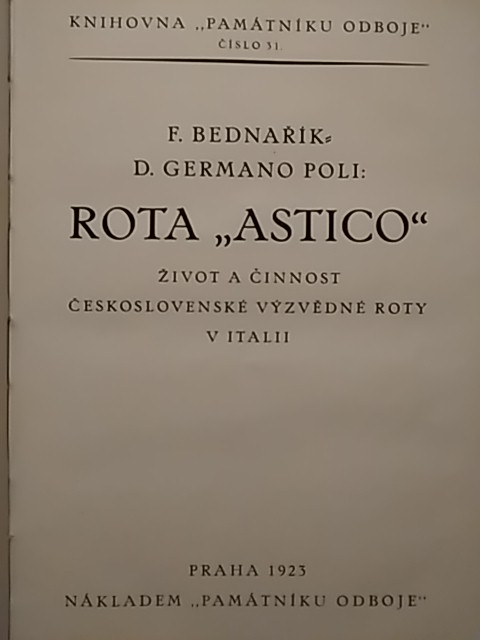 KNIHOVNA „PAMÁTNÍKU ODBOJE“
ČÍSLO 31.
F. BEDNAŘÍK-
D. GERMANO POLI:
ROTA „ASTICO“
ŽIVOT A ČINNOST
ČESKOSLOVENSKÉ VÝZVĚDNÉ ROTY
V ITALII
PRAHA 1923
NÁKLADEM „PAMÁTNÍKU ODBOJE“